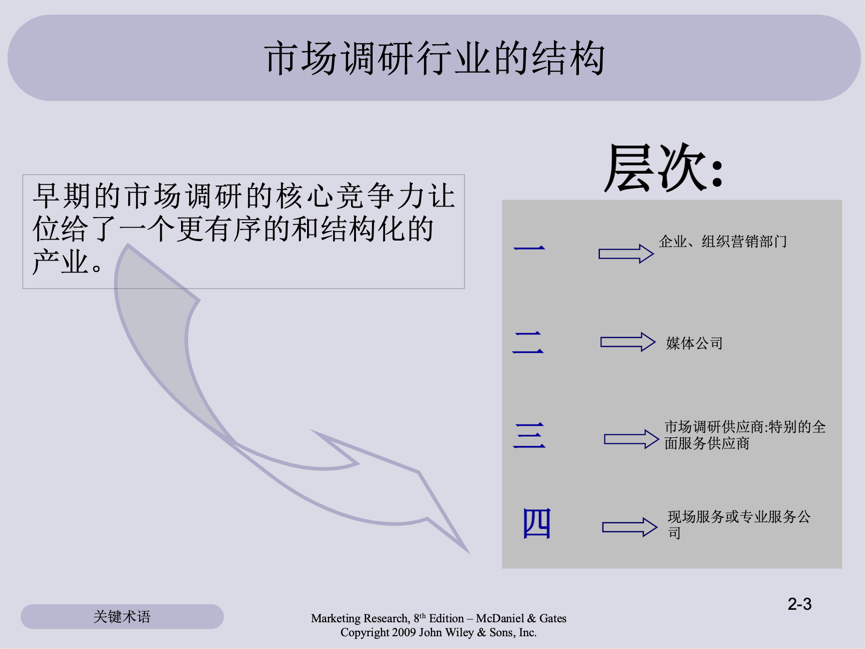 市场调研行业的结构
早期的市场调研的核心竞争力让
位给了一个更有序的和结构化的
产业。
层次:
一
企业、组织营销部门
二
媒体公司
三
市场调研供应商:特别的全
面服务供应商
四
现场服务或专业服务公
司
关键术语
Marketing Research, 8th Edition – McDaniel & Gates
Copyright 2009 John Wiley & Sons, Inc.
2-3